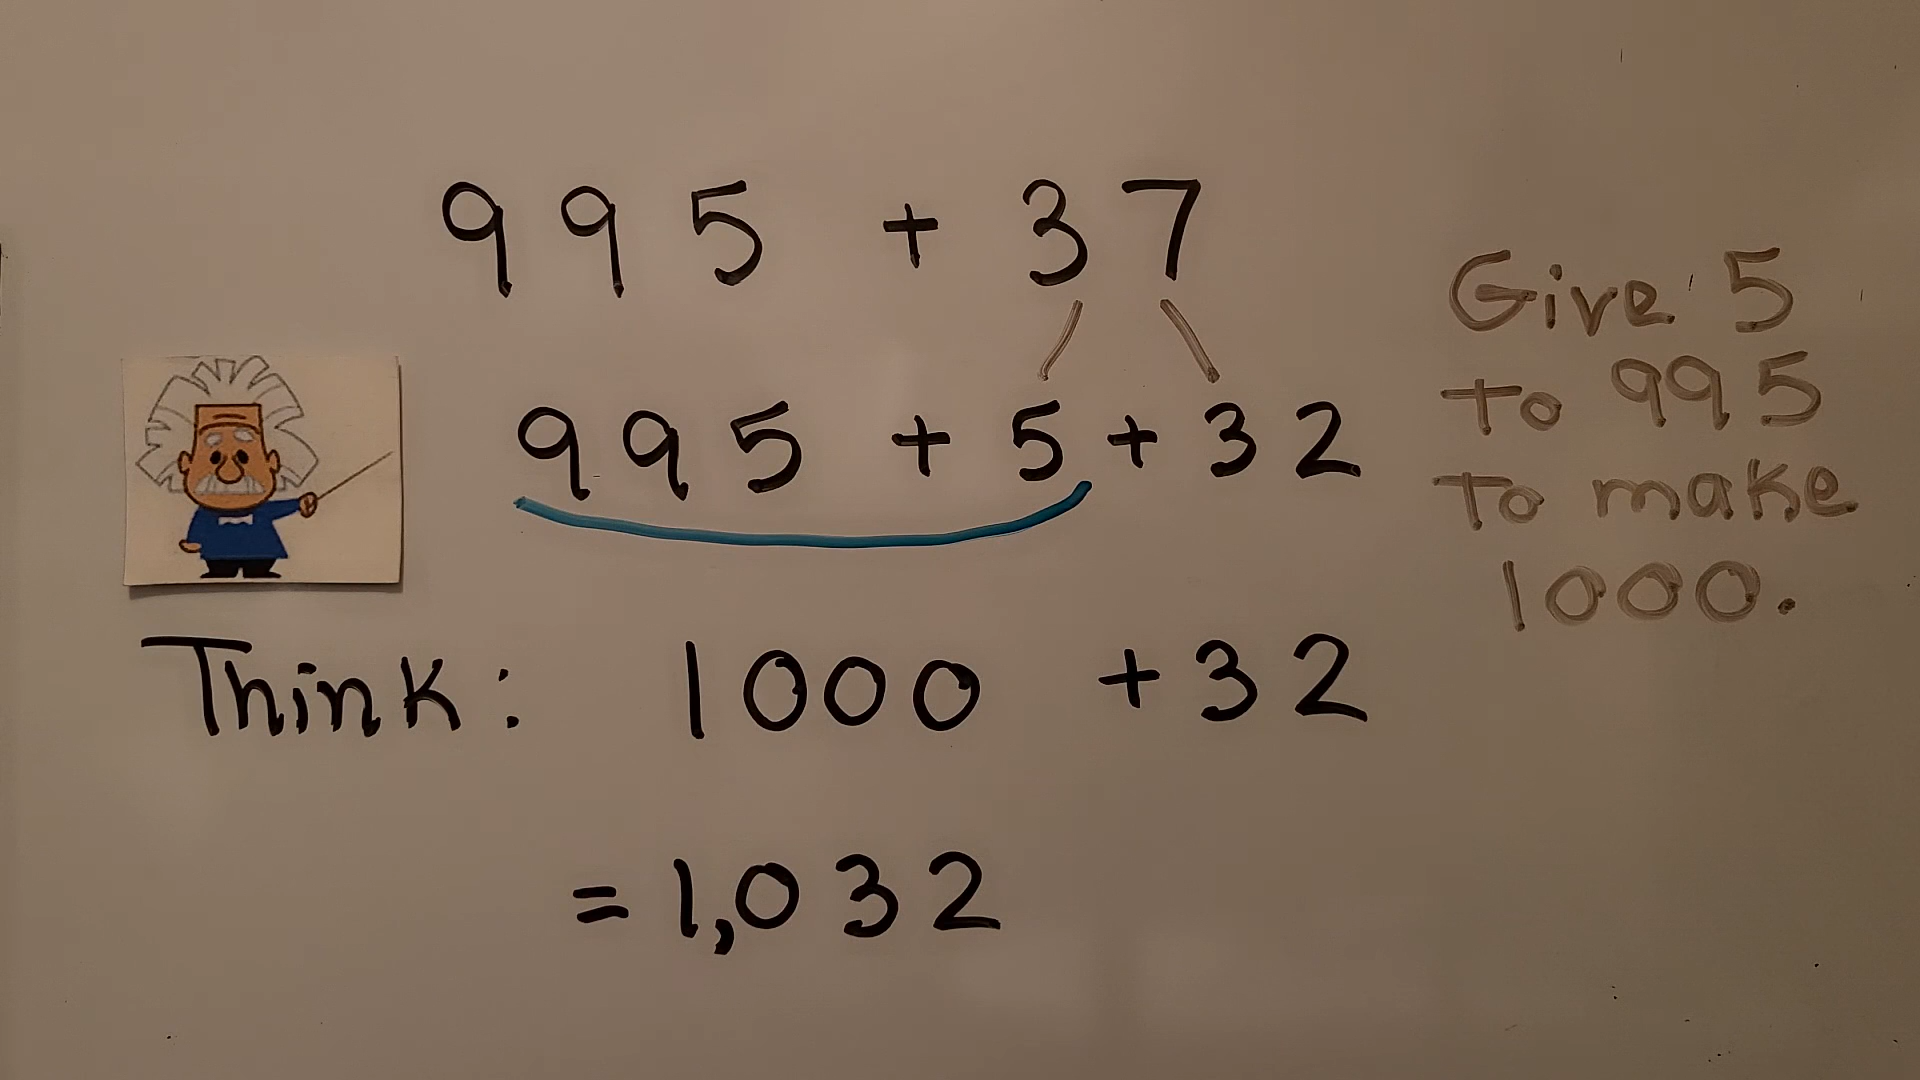 995 + 37
995 + 5 + 32
Think: 1000 + 32
= 1,032
Give 5
to 995
to make
1000.